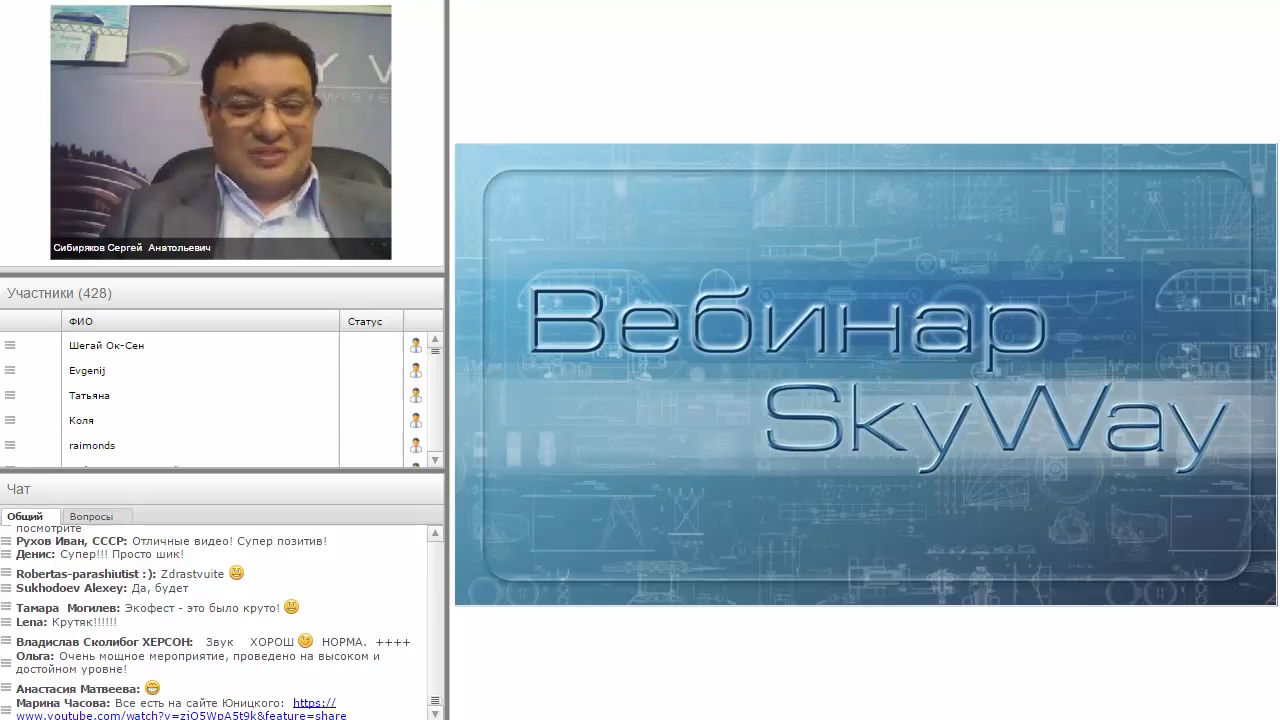 Y W
Сибиряков Сергей Анатольевич
Участники (428)
ФИО
Статус
Шегай Ок-Сен
Evgenij
Татьяна
Коля
raimonds
Чат
Общий
Вопросы
посмотрите
Рухов Иван, СССР: Отличные видео! Супер позитив!
Денис: Супер!!! Просто шик!
Robertas-parashiutist :): Zdrastvuite
Sukhodoev Alexey: Да, будет
Тамара Могилев: Экофест - это было круто!
Lena: Крутяк!!!!!!
Владислав Сколибог ХЕРСОН: Звук ХОРОШ НОРМА. ++++
Ольга: Очень мощное мероприятие, проведено на высоком и
достойном уровне!
Анастасия Матвеева:
Марина Часова: Все есть на сайте Юницкого: https://
www.youtube.com/watch?v=zjO5WpA5t9k&feature=share
Вебинар
SkyWay